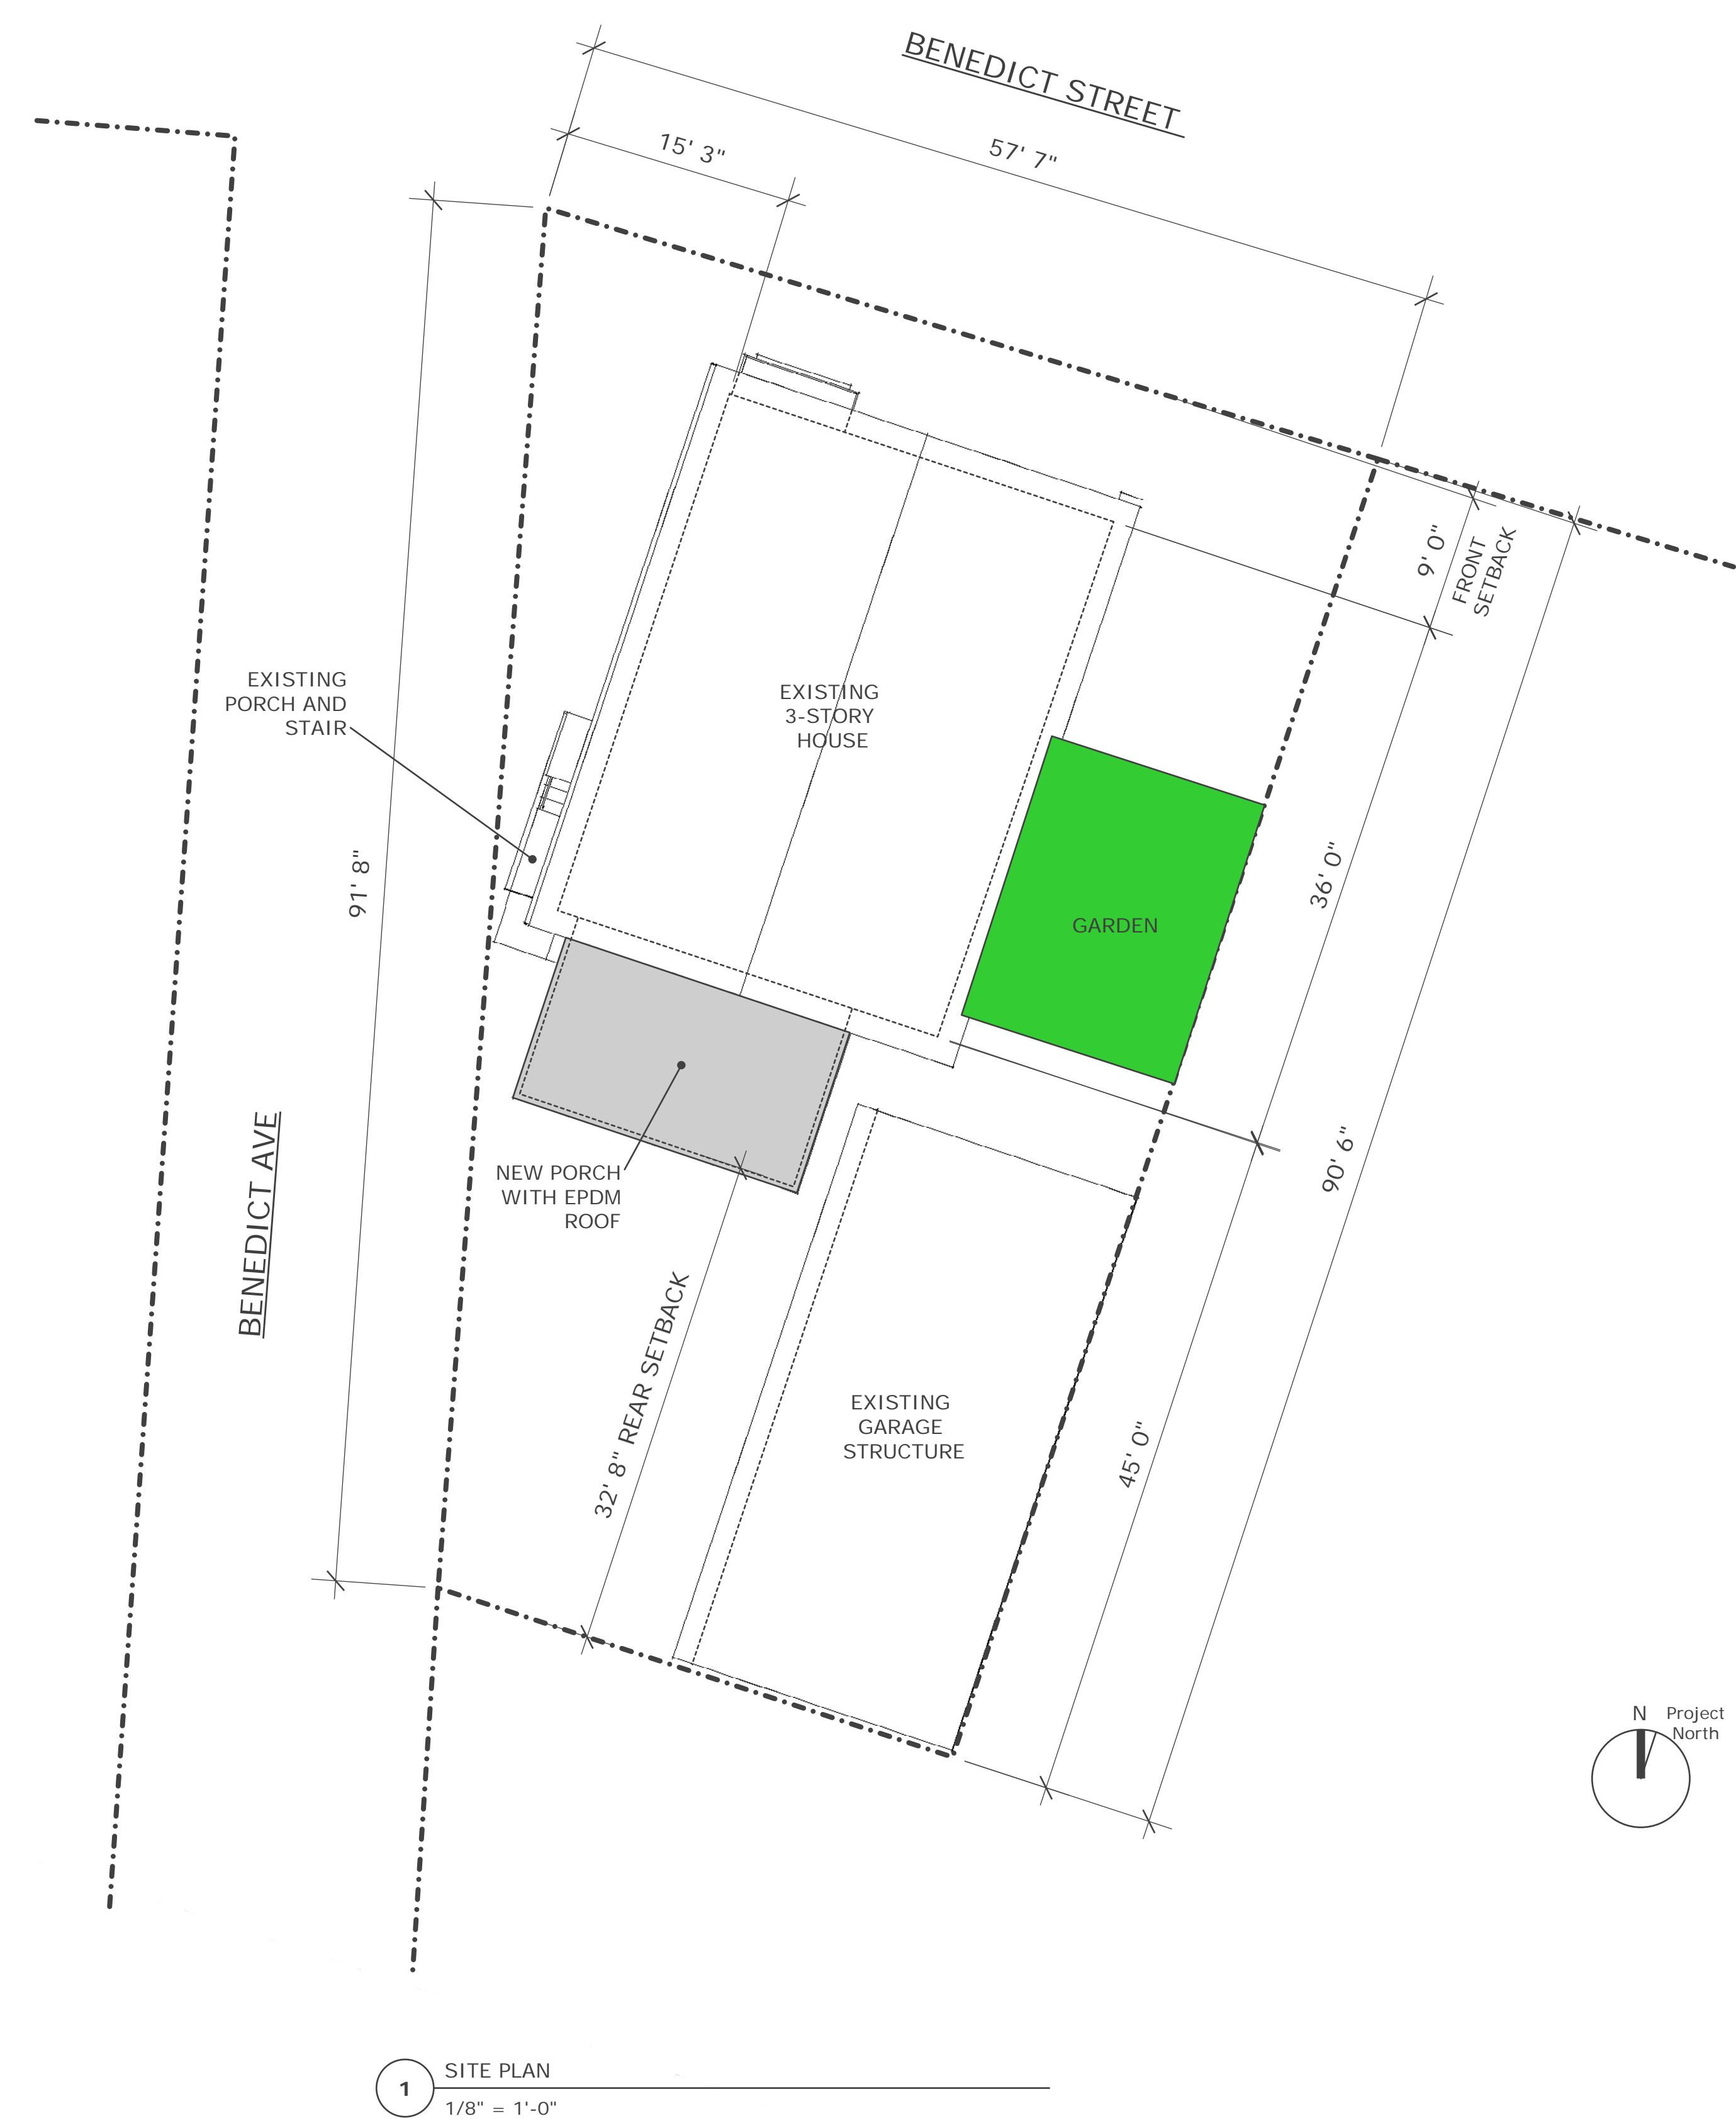 BENEDICT STREET
57' 7"
15' 3"
9' 0"
FRONT
SETBACK
EXISTING
PORCH AND
STAIR
EXISTING
3-STORY
HOUSE
91' 8"
36' 0"
GARDEN
BENEDICT AVE
NEW PORCH
WITH EPDM
ROOF
90' 6"
32' 8" REAR SETBACK
EXISTING
GARAGE
STRUCTURE
45' 0"
N
Project
North
1
SITE PLAN
1/8" = 1'-0"